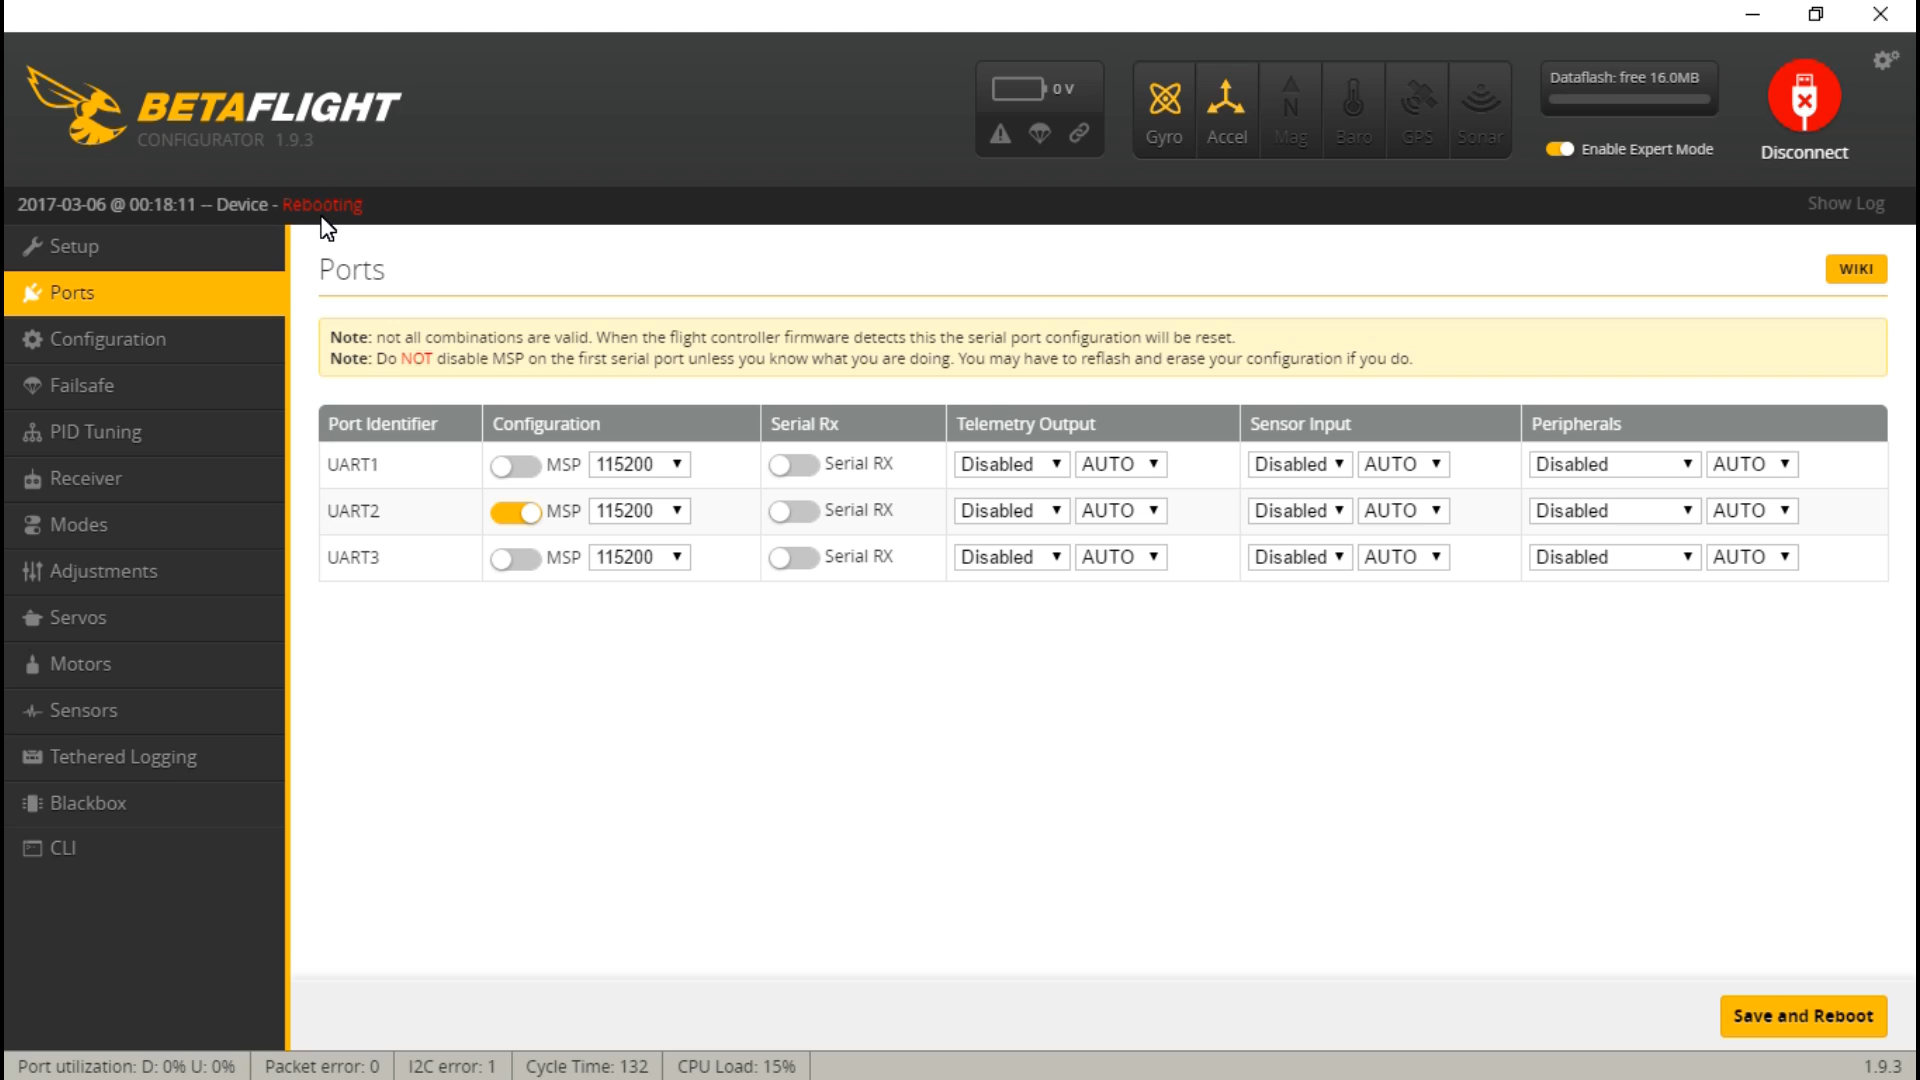 BETAFLIGHT
CONFIGURATOR 1.9.3
0 V
Gyro Accel Mag Baro GPS Sonar
Dataflash: free 16.0MB
Enable Expert Mode
Disconnect
2017-03-06 @ 00:18:11 -- Device - Rebooting
Show Log
Setup
Ports
Configuration
Failsafe
PID Tuning
Receiver
Modes
Adjustments
Servos
Motors
Sensors
Tethered Logging
Blackbox
CLI
Ports
WIKI
Note: not all combinations are valid. When the flight controller firmware detects this the serial port configuration will be reset.
Note: Do NOT disable MSP on the first serial port unless you know what you are doing. You may have to reflash and erase your configuration if you do.
Port Identifier Configuration Serial Rx Telemetry Output Sensor Input Peripherals
UART1 MSP 115200 Serial RX Disabled AUTO Disabled AUTO Disabled AUTO
UART2 MSP 115200 Serial RX Disabled AUTO Disabled AUTO Disabled AUTO
UART3 MSP 115200 Serial RX Disabled AUTO Disabled AUTO Disabled AUTO
Save and Reboot
Port utilization: D: 0% U: 0% Packet error: 0 I2C error: 1 Cycle Time: 132 CPU Load: 15% 1.9.3